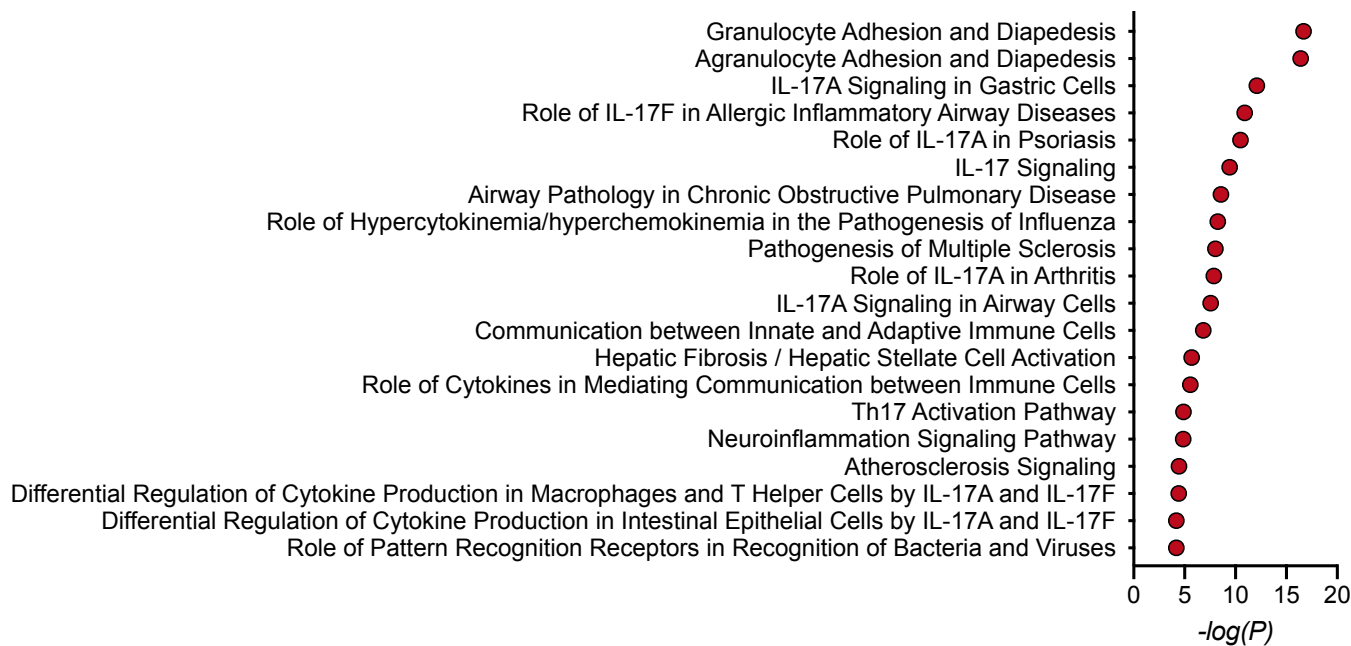 Granulocyte Adhesion and Diapedesis
Agranulocyte Adhesion and Diapedesis
IL-17A Signaling in Gastric Cells
Role of IL-17F in Allergic Inflammatory Airway Diseases
Role of IL-17A in Psoriasis
IL-17 Signaling
Airway Pathology in Chronic Obstructive Pulmonary Disease
Role of Hypercytokinemia/hyperchemokinemia in the Pathogenesis of Influenza
Pathogenesis of Multiple Sclerosis
Role of IL-17A in Arthritis
IL-17A Signaling in Airway Cells
Communication between Innate and Adaptive Immune Cells
Hepatic Fibrosis / Hepatic Stellate Cell Activation
Role of Cytokines in Mediating Communication between Immune Cells
Th17 Activation Pathway
Neuroinflammation Signaling Pathway
Atherosclerosis Signaling
Differential Regulation of Cytokine Production in Macrophages and T Helper Cells by IL-17A and IL-17F
Differential Regulation of Cytokine Production in Intestinal Epithelial Cells by IL-17A and IL-17F
Role of Pattern Recognition Receptors in Recognition of Bacteria and Viruses
0 5 10 15 20
-log(P)